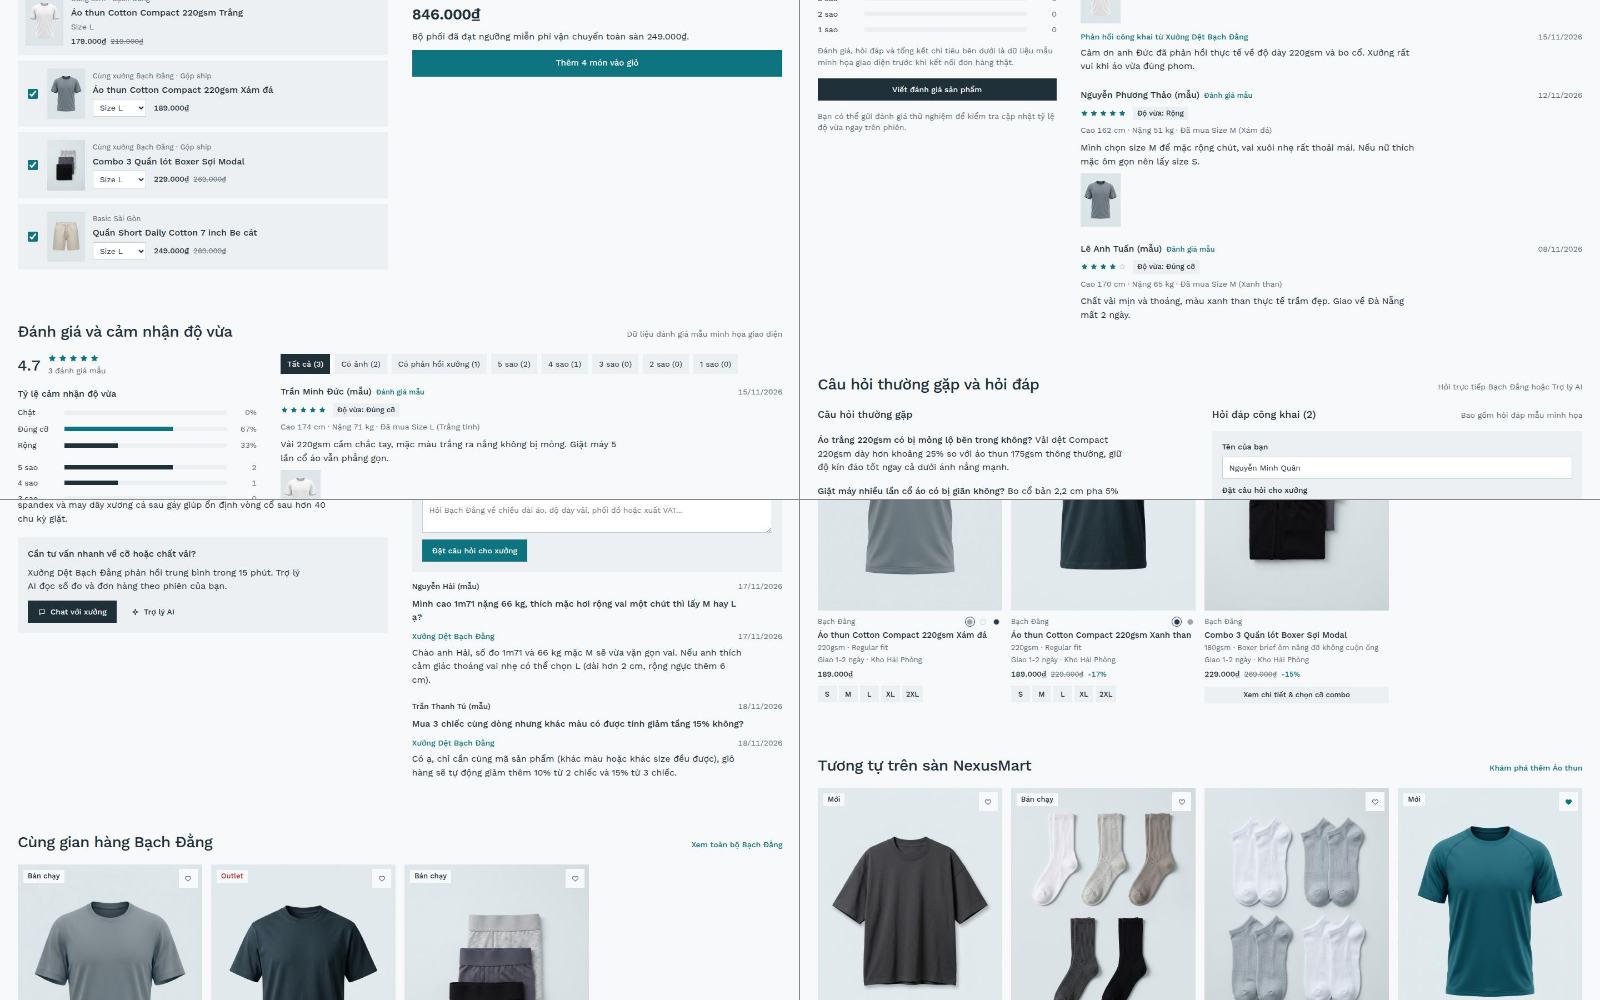 Áo thun Cotton Compact 220gsm Trắng
Size L
179.000₫ 219.000₫
Cùng xưởng Bạch Đằng · Gộp ship
Áo thun Cotton Compact 220gsm Xám đá
Size L 189.000₫
Cùng xưởng Bạch Đằng · Gộp ship
Combo 3 Quần lót Boxer Sợi Modal
Size L 229.000₫ 269.000₫
Basic Sài Gòn
Quần Short Daily Cotton 7 inch Be cát
Size L 249.000₫ 289.000₫
846.000₫
Bộ phối đã đạt ngưỡng miễn phí vận chuyển toàn sàn 249.000₫.
Thêm 4 món vào giỏ
Đánh giá và cảm nhận độ vừa
Dữ liệu đánh giá mẫu minh họa giao diện
4.7
3 đánh giá mẫu
Tỷ lệ cảm nhận độ vừa
Chật 0%
Đúng cỡ 67%
Rộng 33%
5 sao 2
4 sao 1
3 sao 0
Tất cả (3) Có ảnh (2) Có phản hồi xưởng (1) 5 sao (2) 4 sao (1) 3 sao (0) 2 sao (0) 1 sao (0)
Trần Minh Đức (mẫu) Đánh giá mẫu 15/11/2026
Độ vừa: Đúng cỡ
Cao 174 cm · Nặng 71 kg · Đã mua Size L (Trắng tinh)
Vải 220gsm cầm chắc tay, mặc màu trắng ra nắng không bị mỏng. Giặt máy 5
lần cổ áo vẫn phẳng gọn.
2 sao 0
1 sao 0
Đánh giá, hỏi đáp và tổng kết chi tiêu bên dưới là dữ liệu mẫu
minh họa giao diện trước khi kết nối đơn hàng thật.
Viết đánh giá sản phẩm
Bạn có thể gửi đánh giá thử nghiệm để kiểm tra cập nhật tỷ lệ
độ vừa ngay trên phiên.
Phản hồi công khai từ Xưởng Dệt Bạch Đằng 15/11/2026
Cảm ơn anh Đức đã phản hồi thực tế về độ dày 220gsm và bo cổ. Xưởng rất
vui khi áo vừa đúng phom.
Nguyễn Phương Thảo (mẫu) Đánh giá mẫu 12/11/2026
Độ vừa: Rộng
Cao 162 cm · Nặng 51 kg · Đã mua Size M (Xám đá)
Mình chọn size M để mặc rộng chút, vai xuôi nhẹ rất thoải mái. Nếu nữ thích
mặc ôm gọn nên lấy size S.
Lê Anh Tuấn (mẫu) Đánh giá mẫu 08/11/2026
Độ vừa: Đúng cỡ
Cao 170 cm · Nặng 65 kg · Đã mua Size M (Xanh than)
Chất vải mịn và thoáng, màu xanh than thực tế trầm đẹp. Giao về Đà Nẵng
mất 2 ngày.
Câu hỏi thường gặp và hỏi đáp
Hỏi trực tiếp Bạch Đằng hoặc Trợ lý AI
Câu hỏi thường gặp
Áo trắng 220gsm có bị mỏng lộ bên trong không? Vải dệt Compact
220gsm dày hơn khoảng 25% so với áo thun 175gsm thông thường, giữ
độ kín đáo tốt ngay cả dưới ánh nắng mạnh.
Giặt máy nhiều lần cổ áo có bị giãn không? Bo cổ bản 2,2 cm pha 5%
Hỏi đáp công khai (2)
Bao gồm hỏi đáp mẫu minh họa
Tên của bạn
Nguyễn Minh Quân
Đặt câu hỏi cho xưởng
spandex và may dây xương cá sau gáy giúp ổn định vòng cổ sau hơn 40
chu kỳ giặt.
Cần tư vấn nhanh về cỡ hoặc chất vải?
Xưởng Dệt Bạch Đằng phản hồi trung bình trong 15 phút. Trợ lý
AI đọc số đo và đơn hàng theo phiên của bạn.
Chat với xưởng Trợ lý AI
Hỏi Bạch Đằng về chiều dài áo, độ dày vải, phối đồ hoặc xuất VAT...
Đặt câu hỏi cho xưởng
Nguyễn Hải (mẫu) 17/11/2026
Mình cao 1m71 nặng 66 kg, thích mặc hơi rộng vai một chút thì lấy M hay L
ạ?
Xưởng Dệt Bạch Đằng 17/11/2026
Chào anh Hải, số đo 1m71 và 66 kg mặc M sẽ vừa vặn gọn vai. Nếu anh thích
cảm giác thoáng vai nhẹ có thể chọn L (dài hơn 2 cm, rộng ngực thêm 6
cm).
Trần Thanh Tú (mẫu) 18/11/2026
Mua 3 chiếc cùng dòng nhưng khác màu có được tính giảm tầng 15% không?
Xưởng Dệt Bạch Đằng 18/11/2026
Có ạ, chỉ cần cùng mã sản phẩm (khác màu hoặc khác size đều được), giỏ
hàng sẽ tự động giảm thêm 10% từ 2 chiếc và 15% từ 3 chiếc.
Cùng gian hàng Bạch Đằng
Xem toàn bộ Bạch Đằng
Bán chạy
Outlet
Bán chạy
Bạch Đằng
Áo thun Cotton Compact 220gsm Xám đá
220gsm · Regular fit
Giao 1-2 ngày · Kho Hải Phòng
189.000₫
S M L XL 2XL
Bạch Đằng
Áo thun Cotton Compact 220gsm Xanh than
220gsm · Regular fit
Giao 1-2 ngày · Kho Hải Phòng
189.000₫ 229.000₫ -17%
S M L XL 2XL
Bạch Đằng
Combo 3 Quần lót Boxer Sợi Modal
180gsm · Boxer brief ôm nâng đỡ không cuộn ống
Giao 1-2 ngày · Kho Hải Phòng
229.000₫ 269.000₫ -15%
Xem chi tiết & chọn cỡ combo
Tương tự trên sàn NexusMart
Khám phá thêm Áo thun
Mới
Bán chạy
Mới